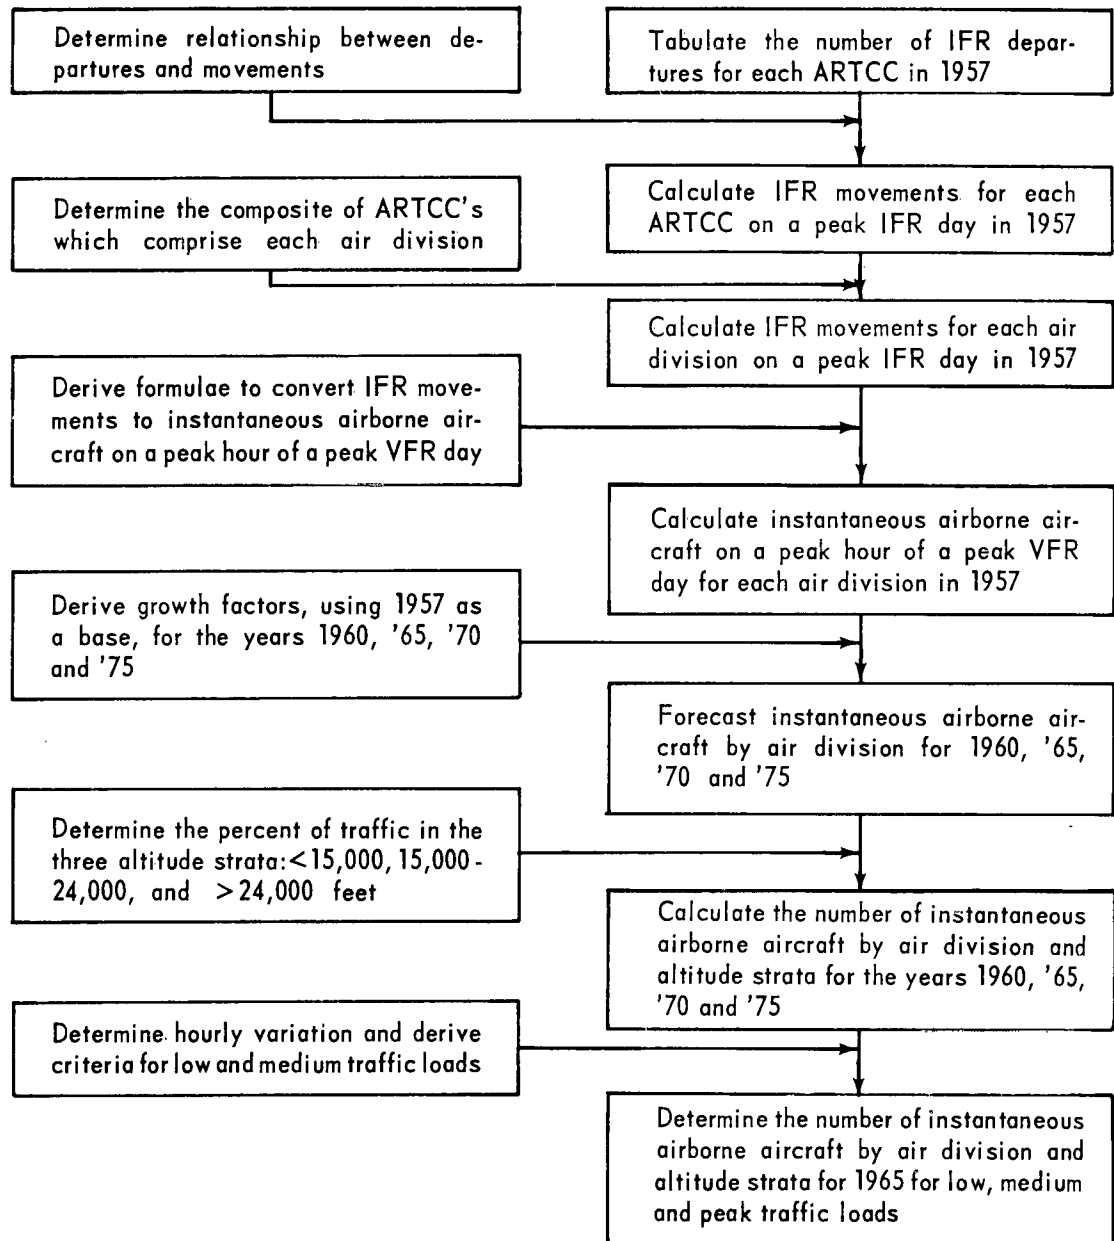 Determine relationship between de-
partures and movements
Tabulate the number of IFR depar-
tures for each ARTCC in 1957
Determine the composite of ARTCC's
which comprise each air division
Calculate IFR movements for each
ARTCC on a peak IFR day in 1957
Calculate IFR movements for each air
division on a peak IFR day in 1957
Derive formulae to convert IFR move-
ments to instantaneous airborne air-
craft on a peak hour of a peak VFR day
Calculate instantaneous airborne air-
craft on a peak hour of a peak VFR
day for each air division in 1957
Derive growth factors, using 1957 as
a base, for the years 1960, '65, '70
and '75
Forecast instantaneous airborne air-
craft by air division for 1960, '65,
'70 and '75
Determine the percent of traffic in the
three altitude strata:<15,000, 15,000-
24,000, and >24,000 feet
Calculate the number of instantaneous
airborne aircraft by air division and
altitude strata for the years 1960, '65,
'70 and '75
Determine hourly variation and derive
criteria for low and medium traffic loads
Determine the number of instantaneous
airborne aircraft by air division and
altitude strata for 1965 for low, medium
and peak traffic loads